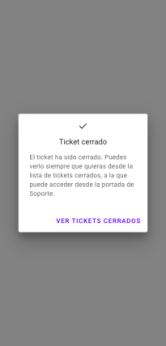 Ticket cerrado
El ticket ha sido cerrado. Puedes
verlo siempre que quieras desde la
lista de tickets cerrados, a la que
puede acceder desde la portada de
Soporte.
VER TICKETS CERRADOS